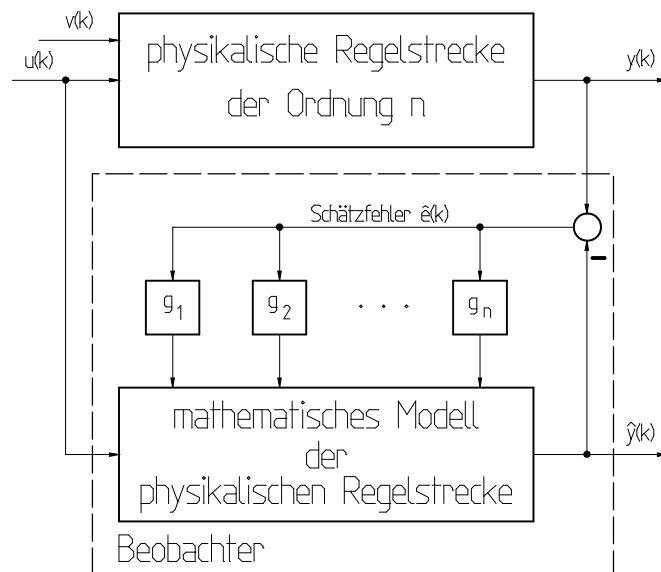 v(k)
u(k)
physikalische Regelstrecke
der Ordnung n
y(k)
Schätzfehler ê(k)
g1
g2
. . .
gn
mathematisches Modell
der
physikalischen Regelstrecke
ŷ(k)
Beobachter